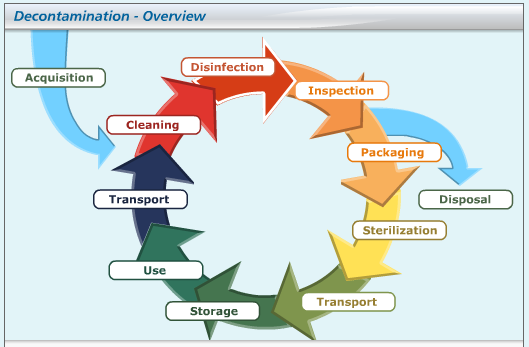 Decontamination - Overview
Acquisition
Disinfection
Inspection
Cleaning
Packaging
Transport
Disposal
Sterilization
Use
Transport
Storage